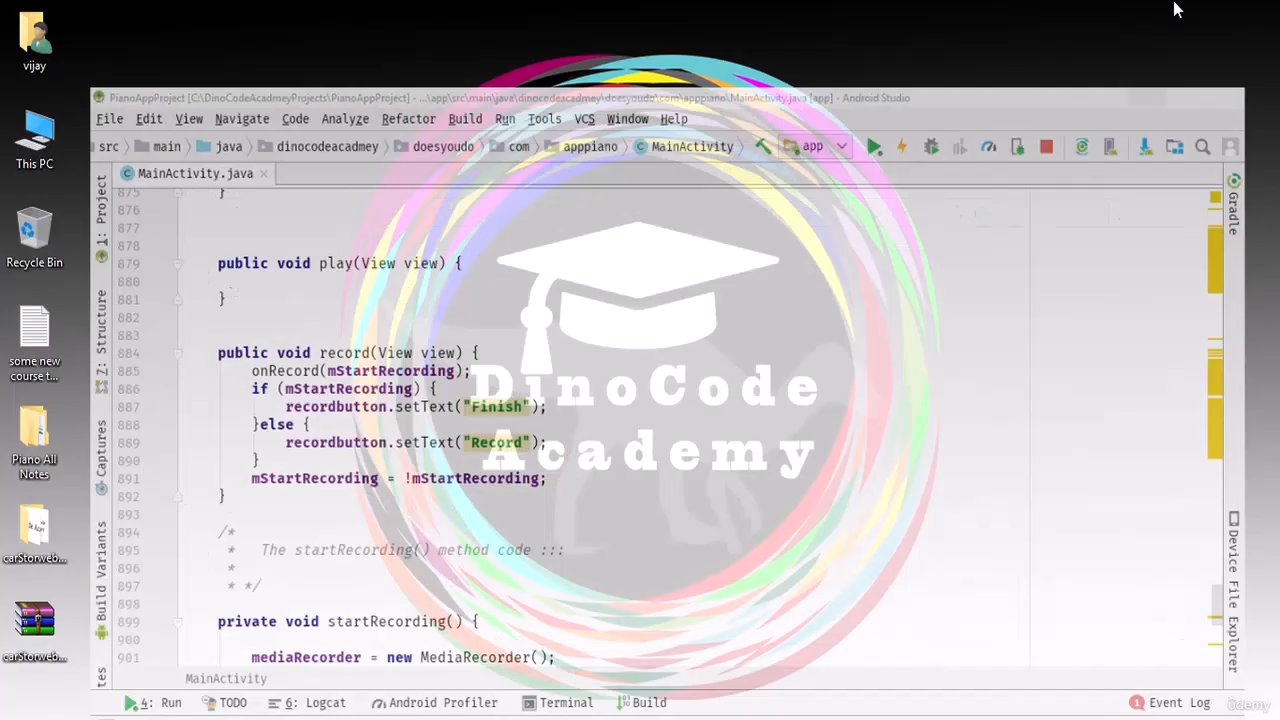 vijay
This PC
Recycle Bin
some new
course t...
Piano All
Notes
carStorweb...
carStorweb...
PianoAppProject [C:\DinoCodeAcadmeyProjects\PianoAppProject] - ...\app\src\main\java\dinocodeacadmey\doesyoudo\com\apppiano\MainActivity.java [app] - Android Studio
File Edit View Navigate Code Analyze Refactor Build Run Tools VCS Window Help
src main java dinocodeacadmey doesyoudo com apppiano MainActivity app
MainActivity.java
1: Project
7: Structure
Captures
Build Variants
Gradle
Device File Explorer
875 }
876
877
878
879 public void play(View view) {
880
881 }
882
883
884 public void record(View view) {
885 onRecord(mStartRecording);
886 if (mStartRecording) {
887 recordbutton.setText("Finish");
888 }else {
889 recordbutton.setText("Record");
890 }
891 mStartRecording = !mStartRecording;
892 }
893
894 /*
895 * The startRecording() method code :::
896 *
897 * */
898
899 private void startRecording() {
900
901 mediaRecorder = new MediaRecorder();
DinoCode
Academy
MainActivity
4: Run TODO 6: Logcat Android Profiler Terminal Build 1 Event Log
ûdemy